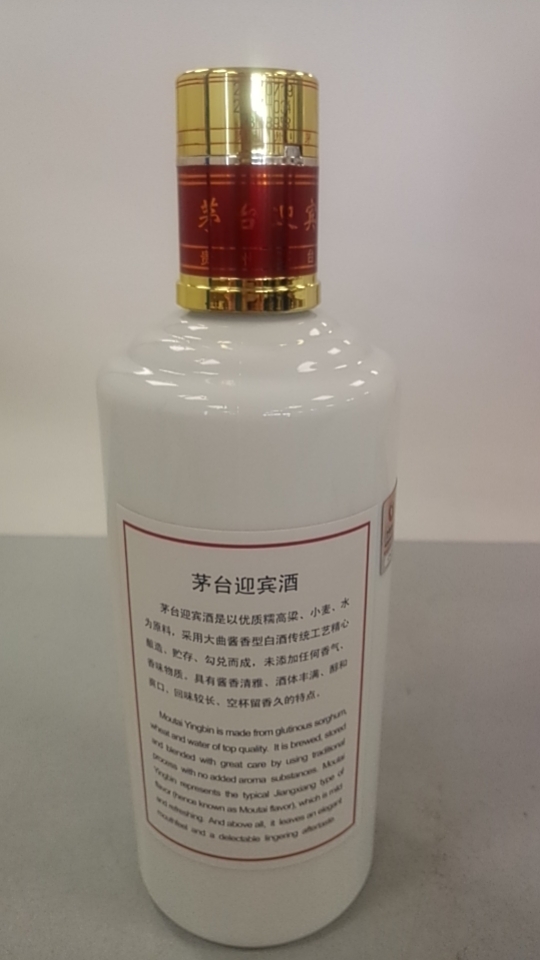 茅台迎宾
茅台迎宾酒
茅台迎宾酒是以优质糯高粱、小麦、水
为原料，采用大曲酱香型白酒传统工艺精心
酿造、贮存、勾兑而成，未添加任何香气、
香味物质，具有酱香清雅、酒体丰满、醇和
爽口、回味较长、空杯留香久的特点。
Moutai Yingbin is made from glutinous sorghum,
wheat and water of top quality. It is brewed, stored
and blended with great care by using traditional
process with no added aroma substances. Moutai
Yingbin represents the typical Jiangxiang type of
flavor (hence known as Moutai flavor), which is mild
and refreshing. And above all, it leaves an elegant
mouthfeel and a delectable lingering aftertaste.